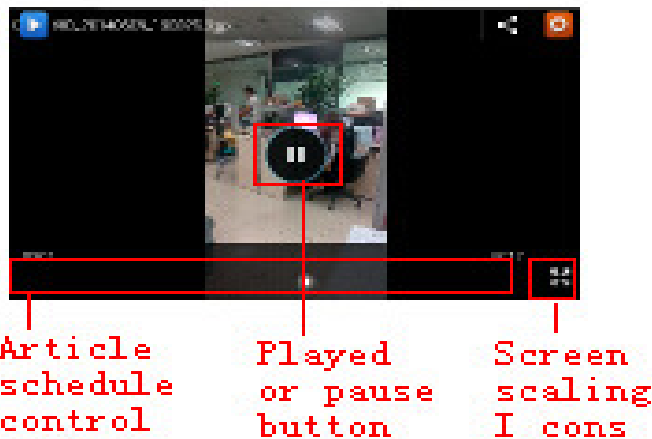 Article
schedule
control
Played
or pause
button
Screen
scaling
I cons